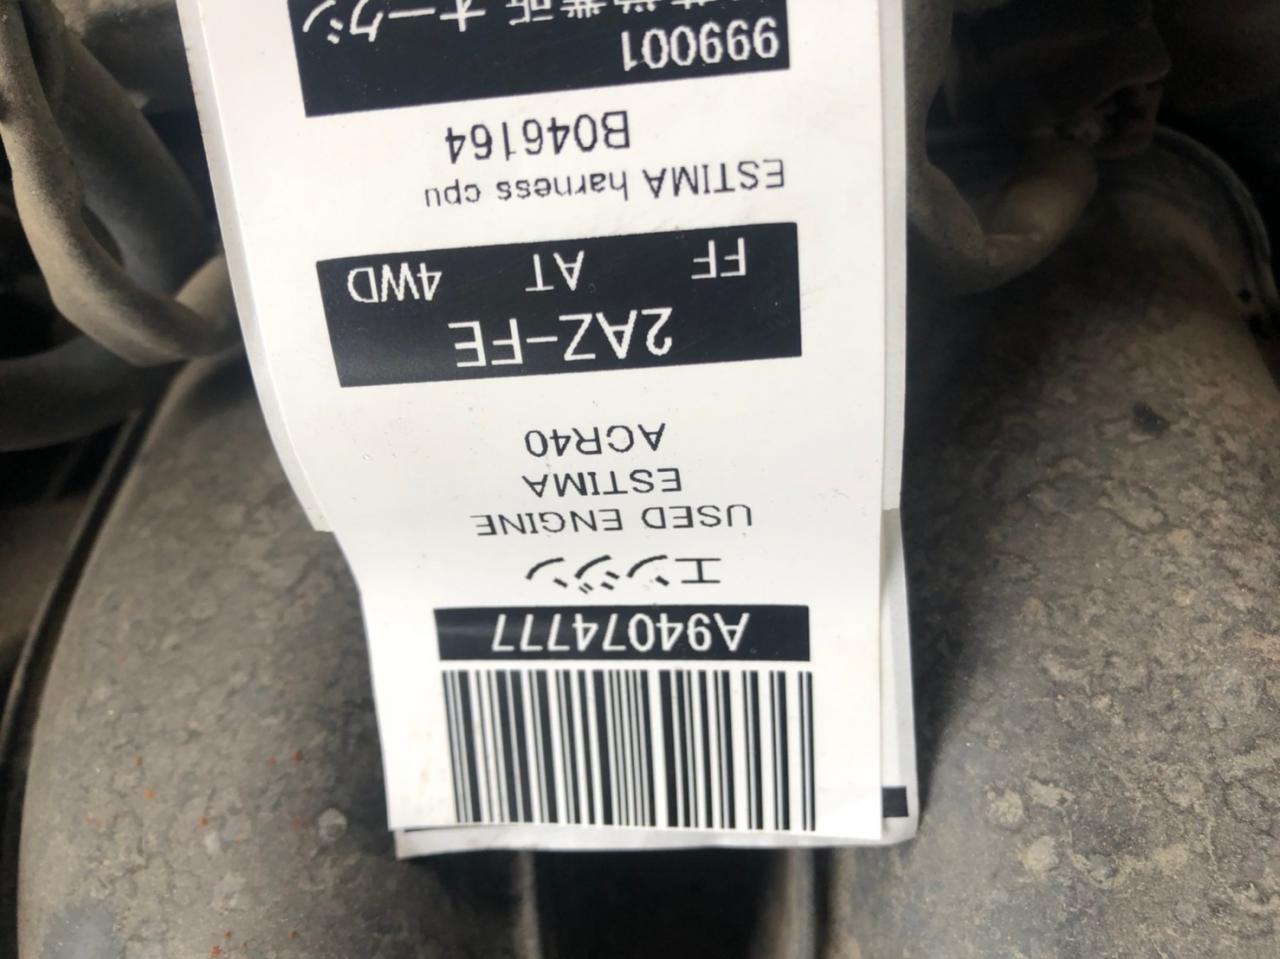 A94074777
エンジン
USED ENGINE
ESTIMA
ACR40
2AZ-FE
FF AT 4WD
ESTIMA harness cpu
B046164
999001